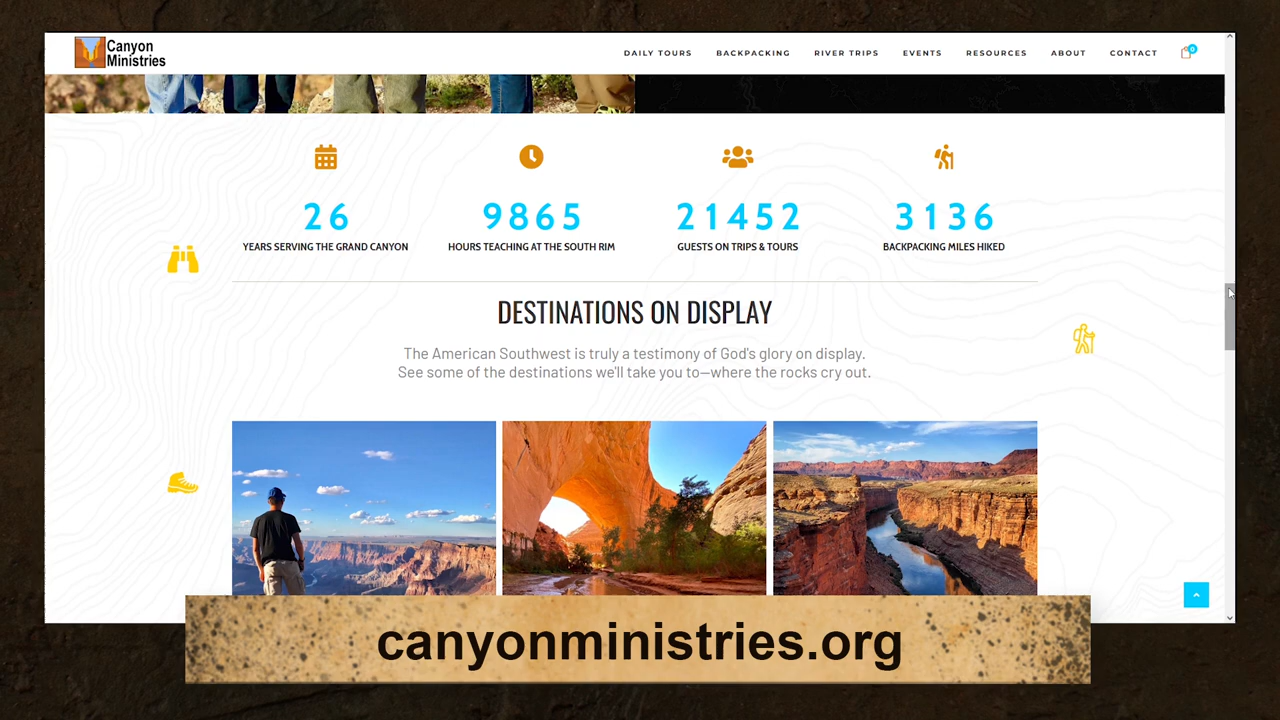 Canyon
Ministries
DAILY TOURS BACKPACKING RIVER TRIPS EVENTS RESOURCES ABOUT CONTACT 0
26 9865 21452 3136
YEARS SERVING THE GRAND CANYON HOURS TEACHING AT THE SOUTH RIM GUESTS ON TRIPS & TOURS BACKPACKING MILES HIKED
DESTINATIONS ON DISPLAY
The American Southwest is truly a testimony of God's glory on display.
See some of the destinations we'll take you to—where the rocks cry out.
canyonministries.org